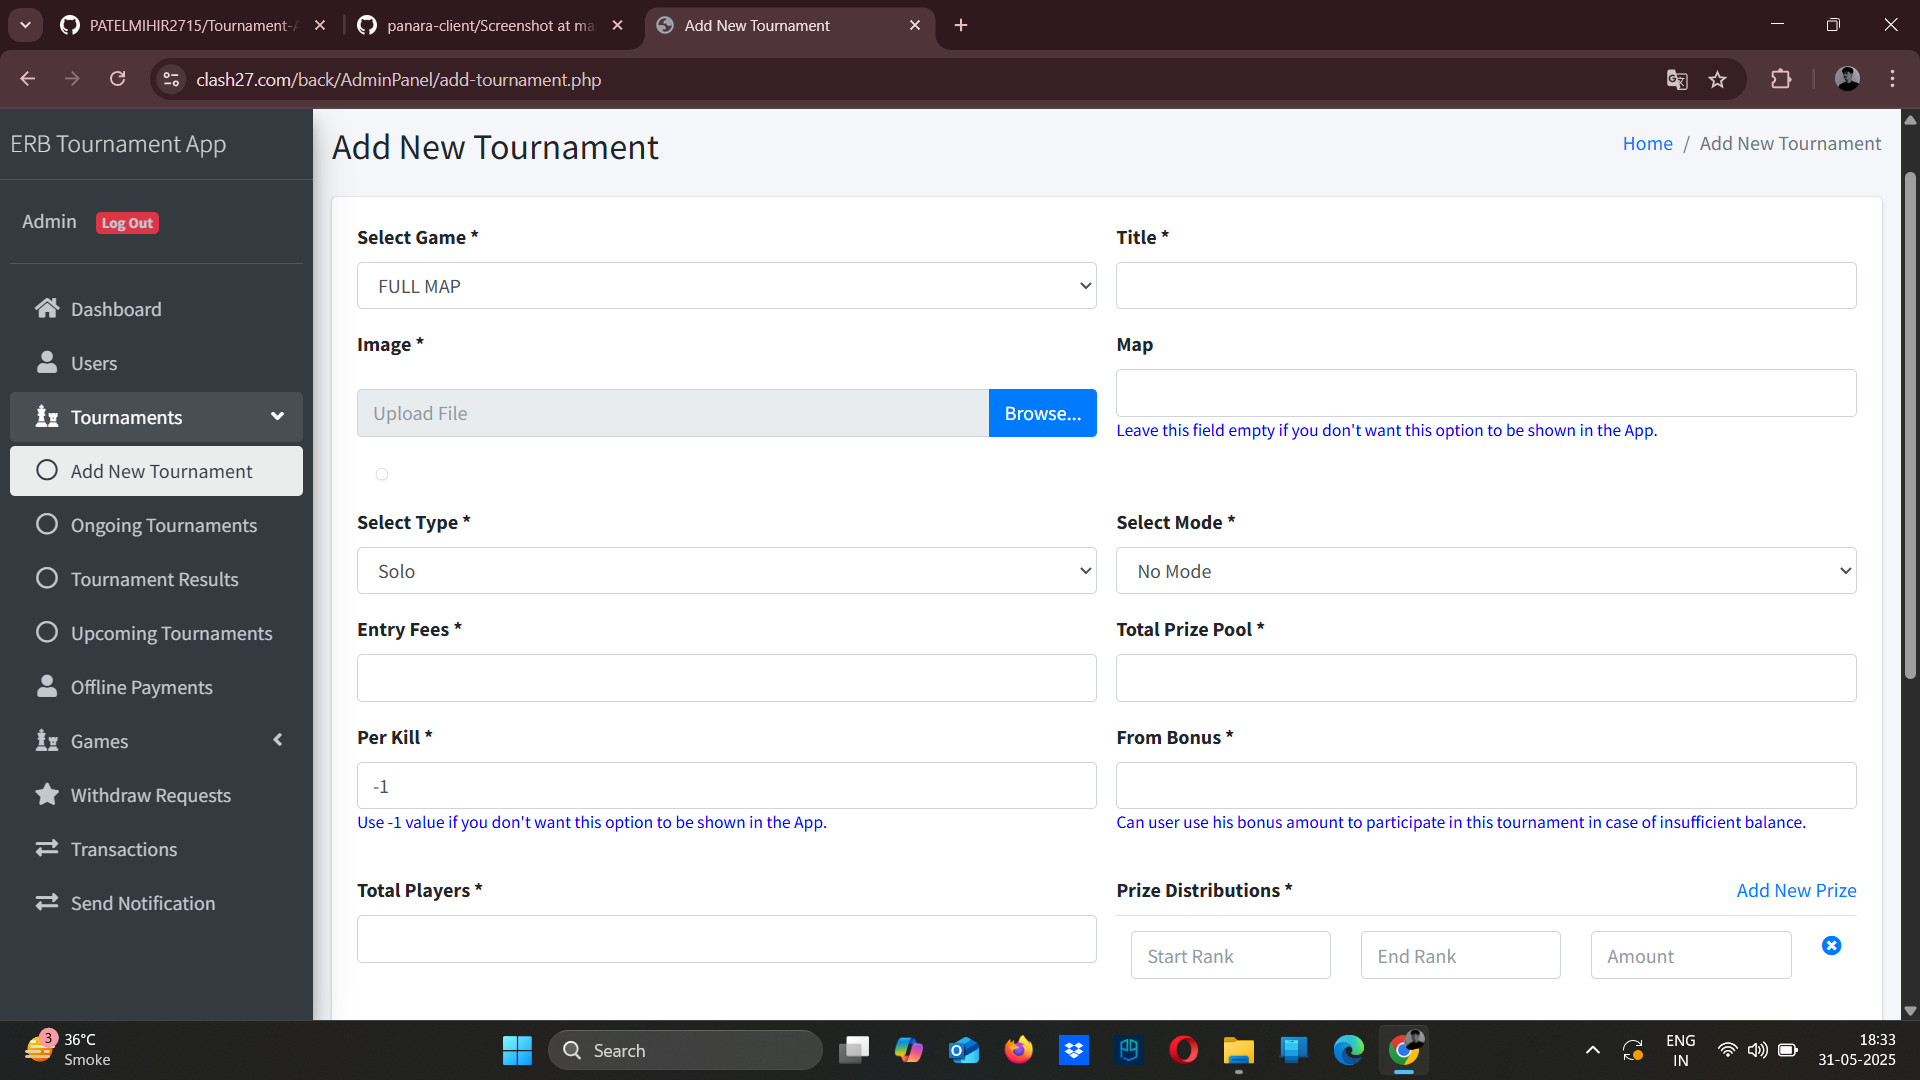 PATELMIHIR2715/Tournament-A
panara-client/Screenshot at ma
Add New Tournament
clash27.com/back/AdminPanel/add-tournament.php
ERB Tournament App
Admin
Log Out
Dashboard
Users
Tournaments
Add New Tournament
Ongoing Tournaments
Tournament Results
Upcoming Tournaments
Offline Payments
Games
Withdraw Requests
Transactions
Send Notification
Add New Tournament
Home / Add New Tournament
Select Game *
FULL MAP
Title *
Image *
Upload File
Browse...
Map
Leave this field empty if you don't want this option to be shown in the App.
Select Type *
Solo
Select Mode *
No Mode
Entry Fees *
Total Prize Pool *
Per Kill *
-1
Use -1 value if you don't want this option to be shown in the App.
From Bonus *
Can user use his bonus amount to participate in this tournament in case of insufficient balance.
Total Players *
Prize Distributions *
Add New Prize
Start Rank
End Rank
Amount
3
36°C
Smoke
Search
ENG
IN
18:33
31-05-2025